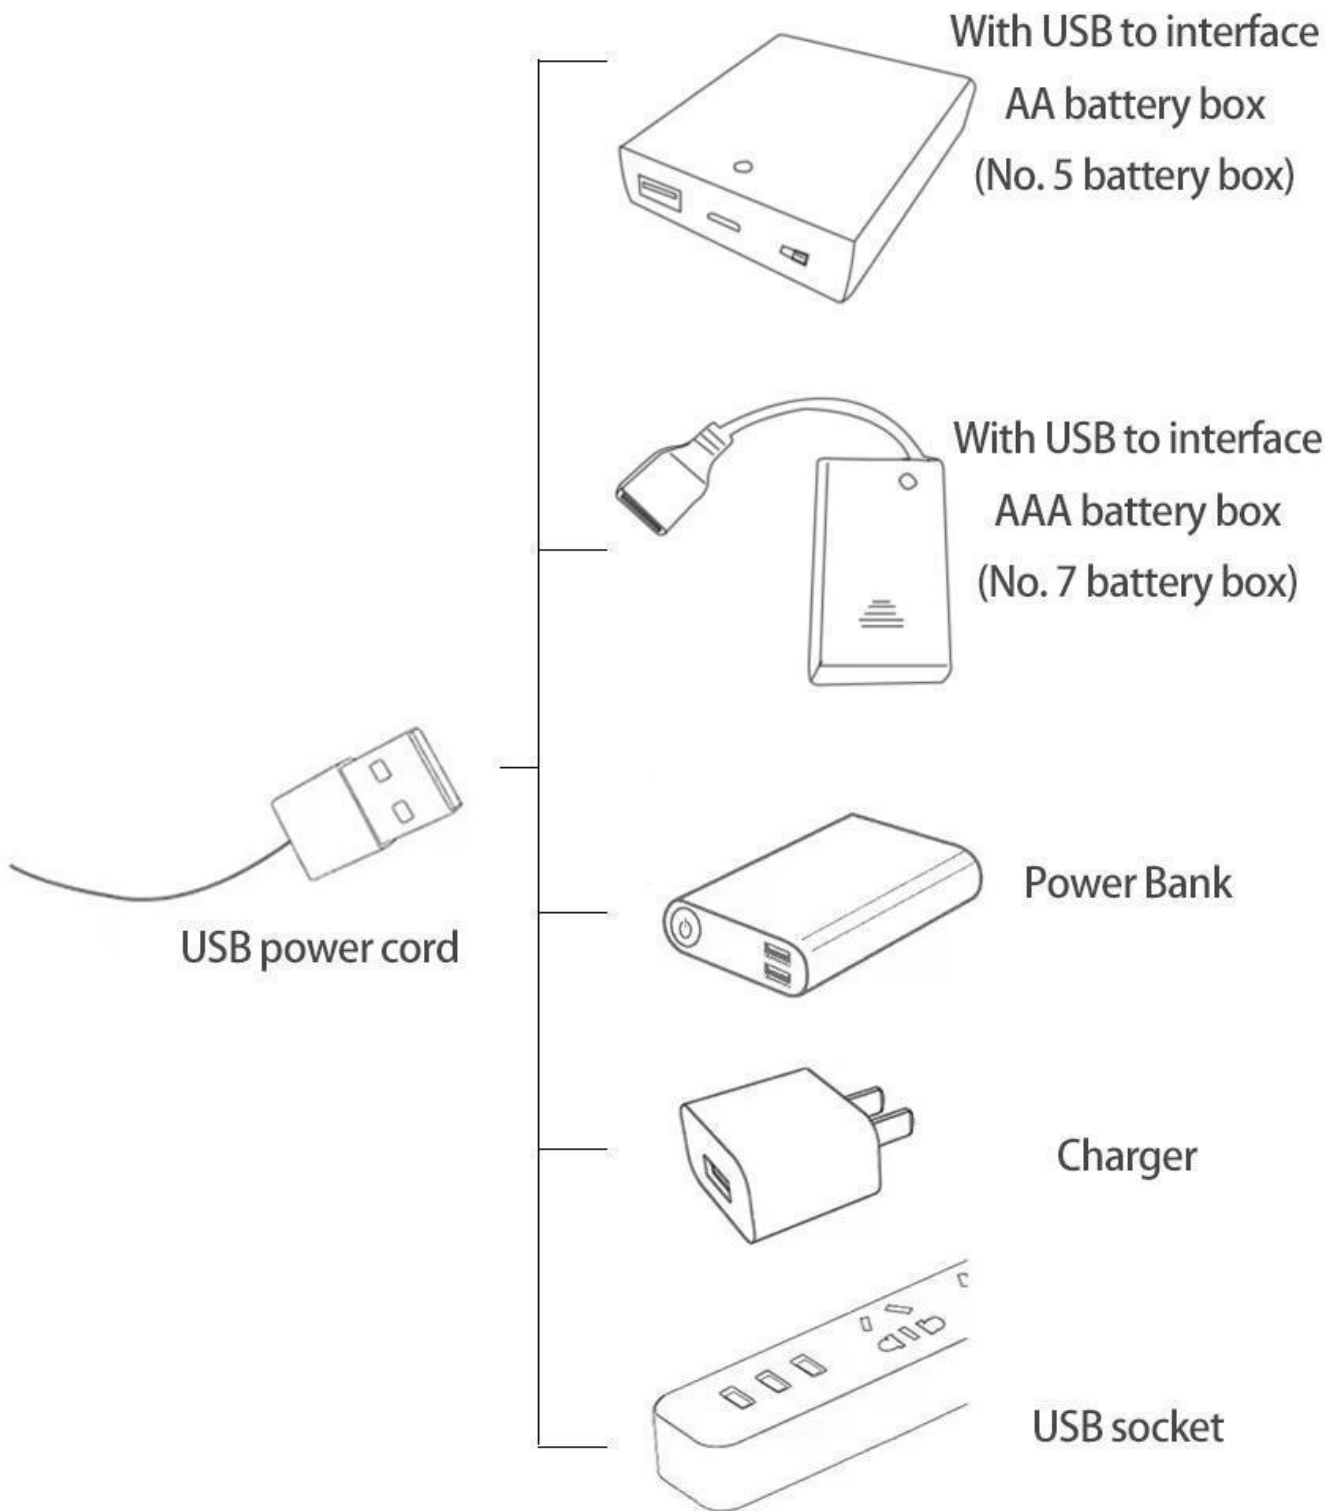 With USB to interface
AA battery box
(No. 5 battery box)
With USB to interface
AAA battery box
(No. 7 battery box)
Power Bank
USB power cord
Charger
USB socket